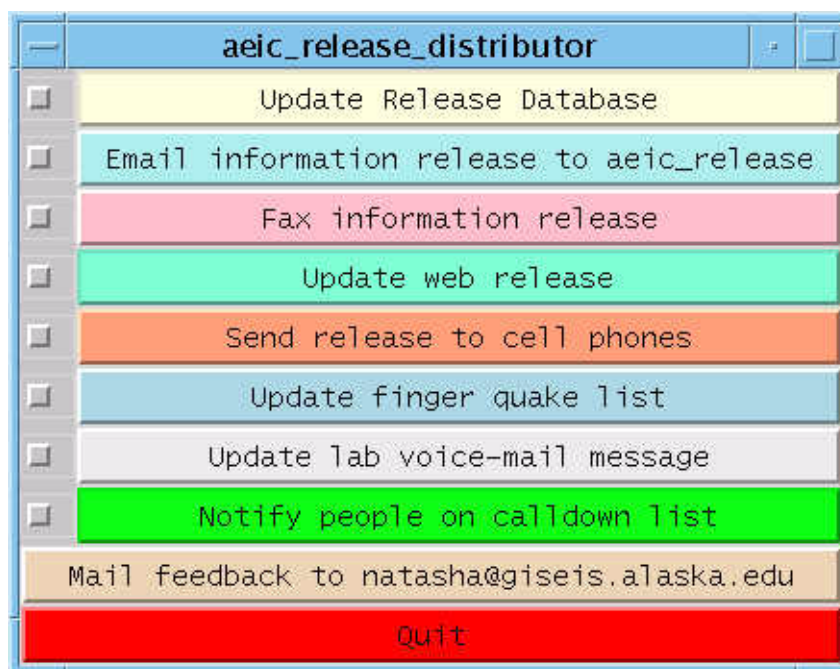 aeic_release_distributor
Update Release Database
Email information release to aeic_release
Fax information release
Update web release
Send release to cell phones
Update finger quake list
Update lab voice-mail message
Notify people on calldown list
Mail feedback to natasha@giseis.alaska.edu
Quit